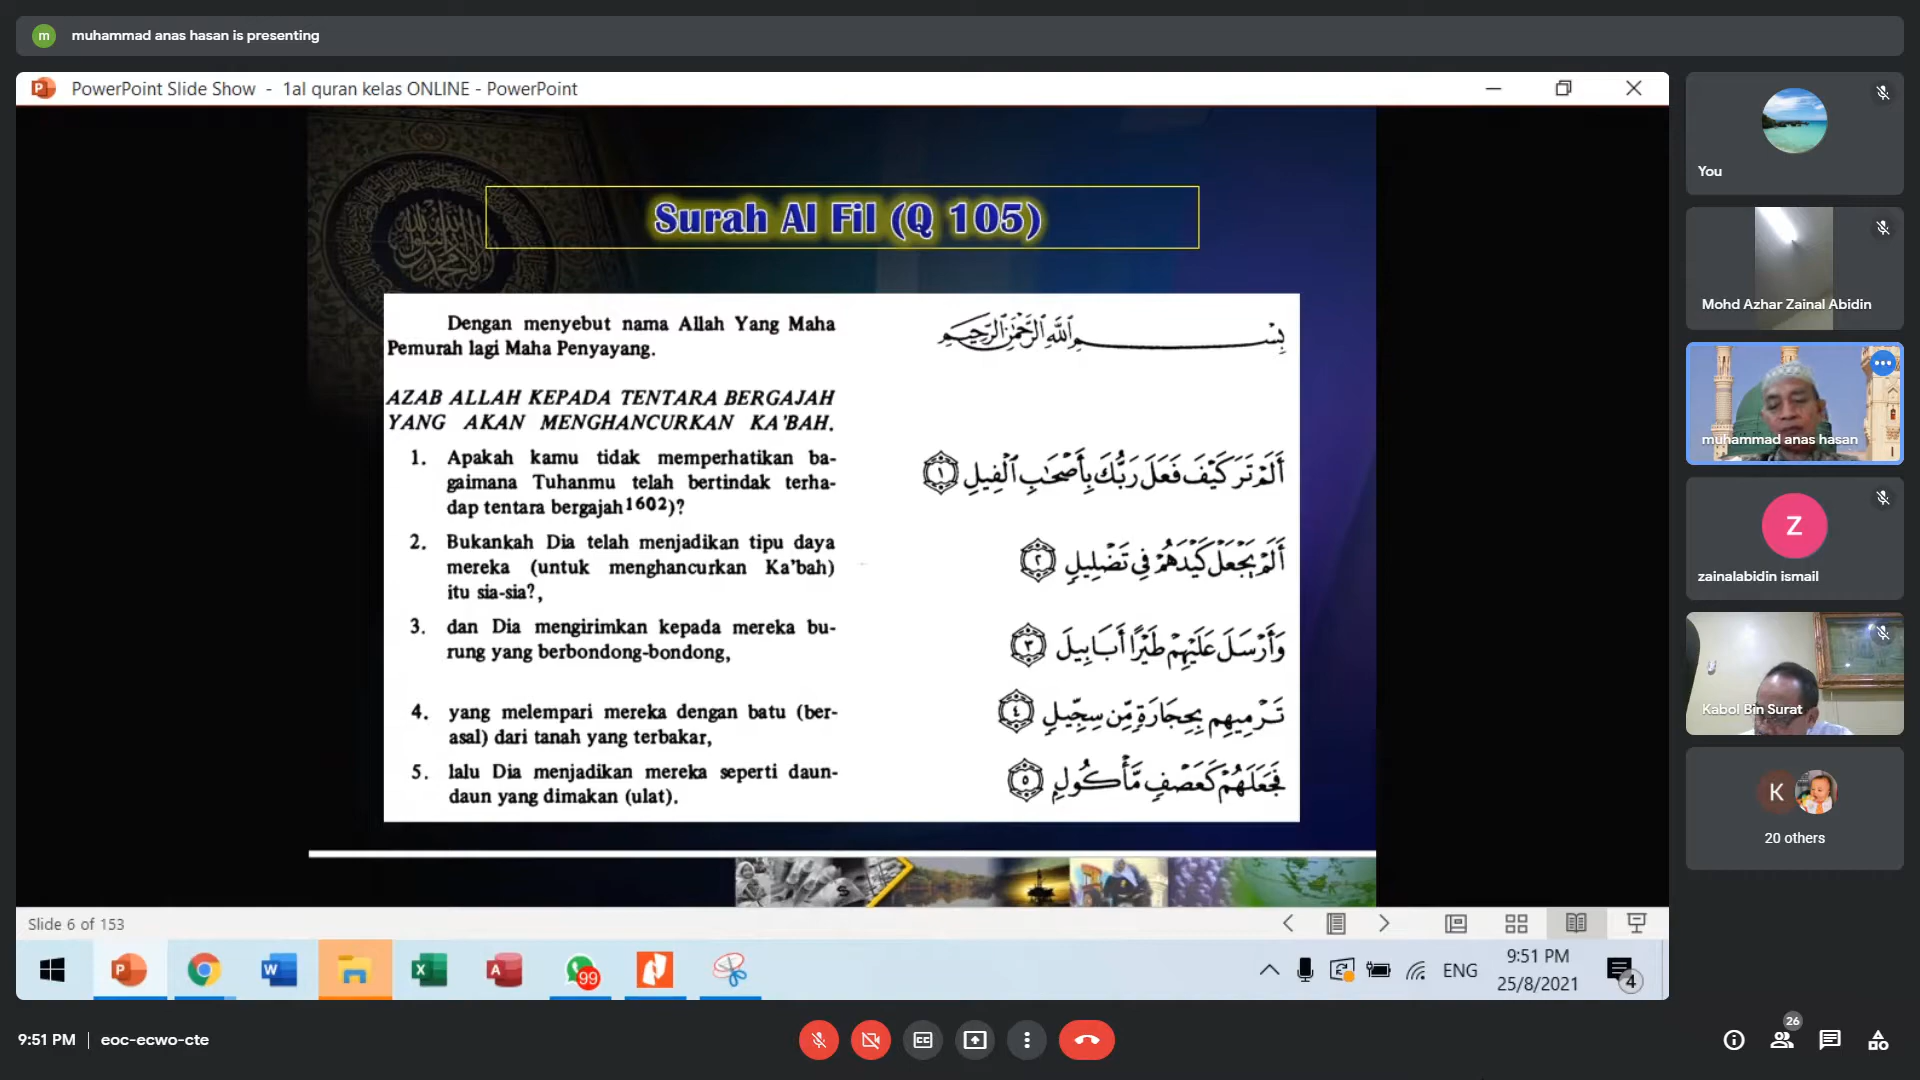 m muhammad anas hasan is presenting
PowerPoint Slide Show - 1al quran kelas ONLINE - PowerPoint
Surah Al Fil (Q 105)
Dengan menyebut nama Allah Yang Maha
Pemurah lagi Maha Penyayang.
بِسْمِ اللَّهِ الرَّحْمَٰنِ الرَّحِيمِ
AZAB ALLAH KEPADA TENTARA BERGAJAH
YANG AKAN MENGHANCURKAN KA'BAH.
1. Apakah kamu tidak memperhatikan ba-
gaimana Tuhanmu telah bertindak terha-
dap tentara bergajah1602)?
أَلَمْ تَرَ كَيْفَ فَعَلَ رَبُّكَ بِأَصْحَٰبِ ٱلْفِيلِ ١
2. Bukankah Dia telah menjadikan tipu daya
mereka (untuk menghancurkan Ka'bah)
itu sia-sia?,
أَلَمْ يَجْعَلْ كَيْدَهُمْ فِي تَضْلِيلٍ ٢
3. dan Dia mengirimkan kepada mereka bu-
rung yang berbondong-bondong,
وَأَرْسَلَ عَلَيْهِمْ طَيْرًا أَبَابِيلَ ٣
4. yang melempari mereka dengan batu (ber-
asal) dari tanah yang terbakar,
تَرْمِيهِم بِحِجَارَةٍ مِّن سِجِّيلٍ ٤
5. lalu Dia menjadikan mereka seperti daun-
daun yang dimakan (ulat).
فَجَعَلَهُمْ كَعَصْفٍ مَّأْكُولٍ ٥
Slide 6 of 153
99
ENG
9:51 PM
25/8/2021
4
You
Mohd Azhar Zainal Abidin
muhammad anas hasan
Z
zainalabidin ismail
Kabol Bin Surat
K
20 others
9:51 PM | eoc-ecwo-cte
26